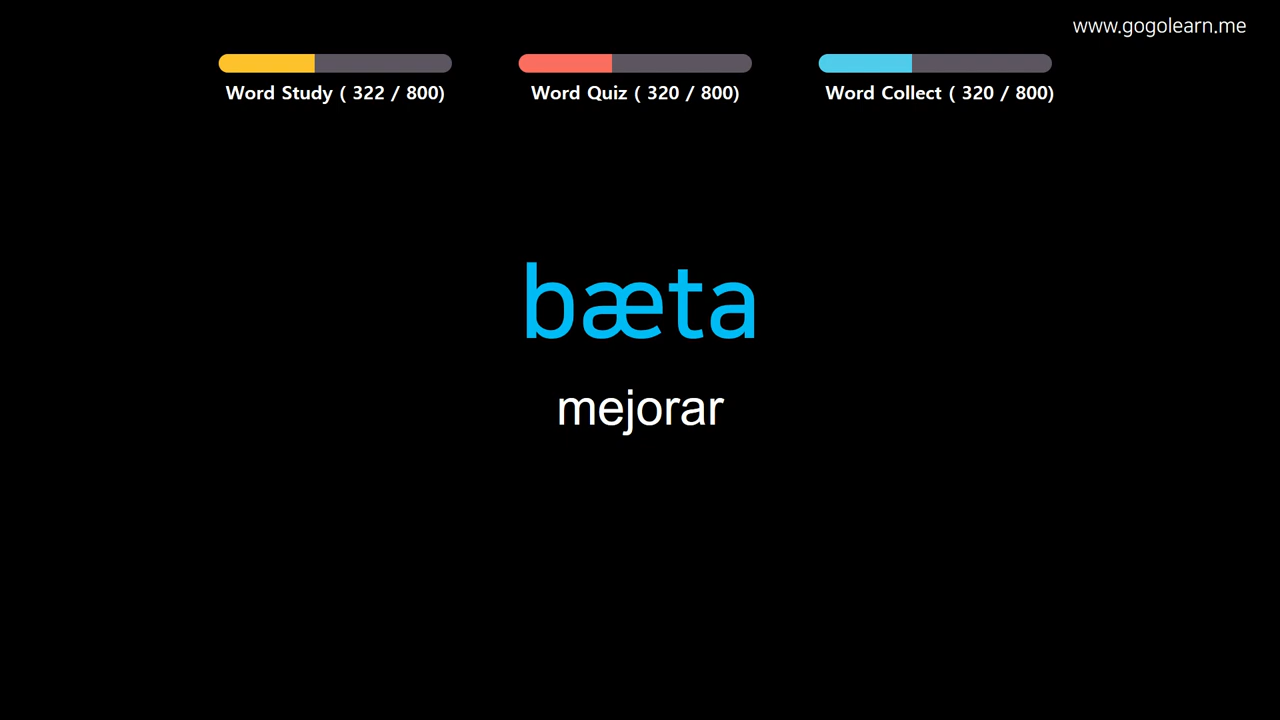 www.gogolearn.me
Word Study ( 322 / 800)
Word Quiz ( 320 / 800)
Word Collect ( 320 / 800)
bæta
mejorar